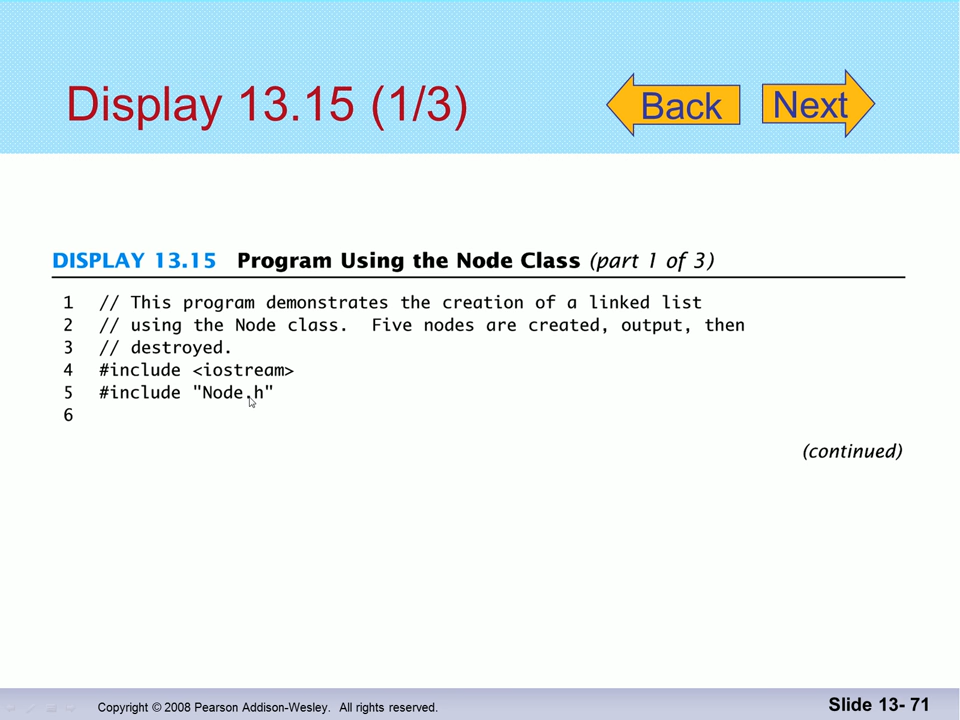 Display 13.15 (1/3)
Back
Next
DISPLAY 13.15 Program Using the Node Class (part 1 of 3)
1 // This program demonstrates the creation of a linked list
2 // using the Node class. Five nodes are created, output, then
3 // destroyed.
4 #include <iostream>
5 #include "Node.h"
6
(continued)
Copyright © 2008 Pearson Addison-Wesley. All rights reserved.
Slide 13- 71